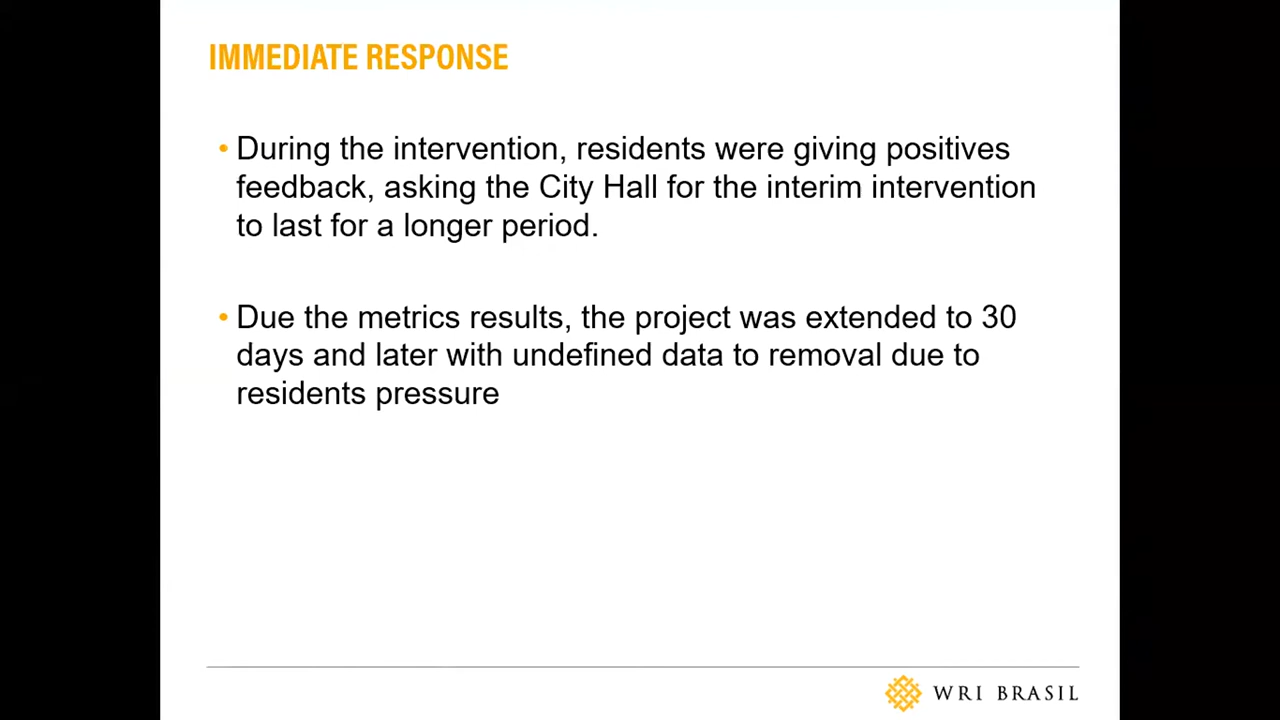 IMMEDIATE RESPONSE
• During the intervention, residents were giving positives
feedback, asking the City Hall for the interim intervention
to last for a longer period.
• Due the metrics results, the project was extended to 30
days and later with undefined data to removal due to
residents pressure
WRI BRASIL